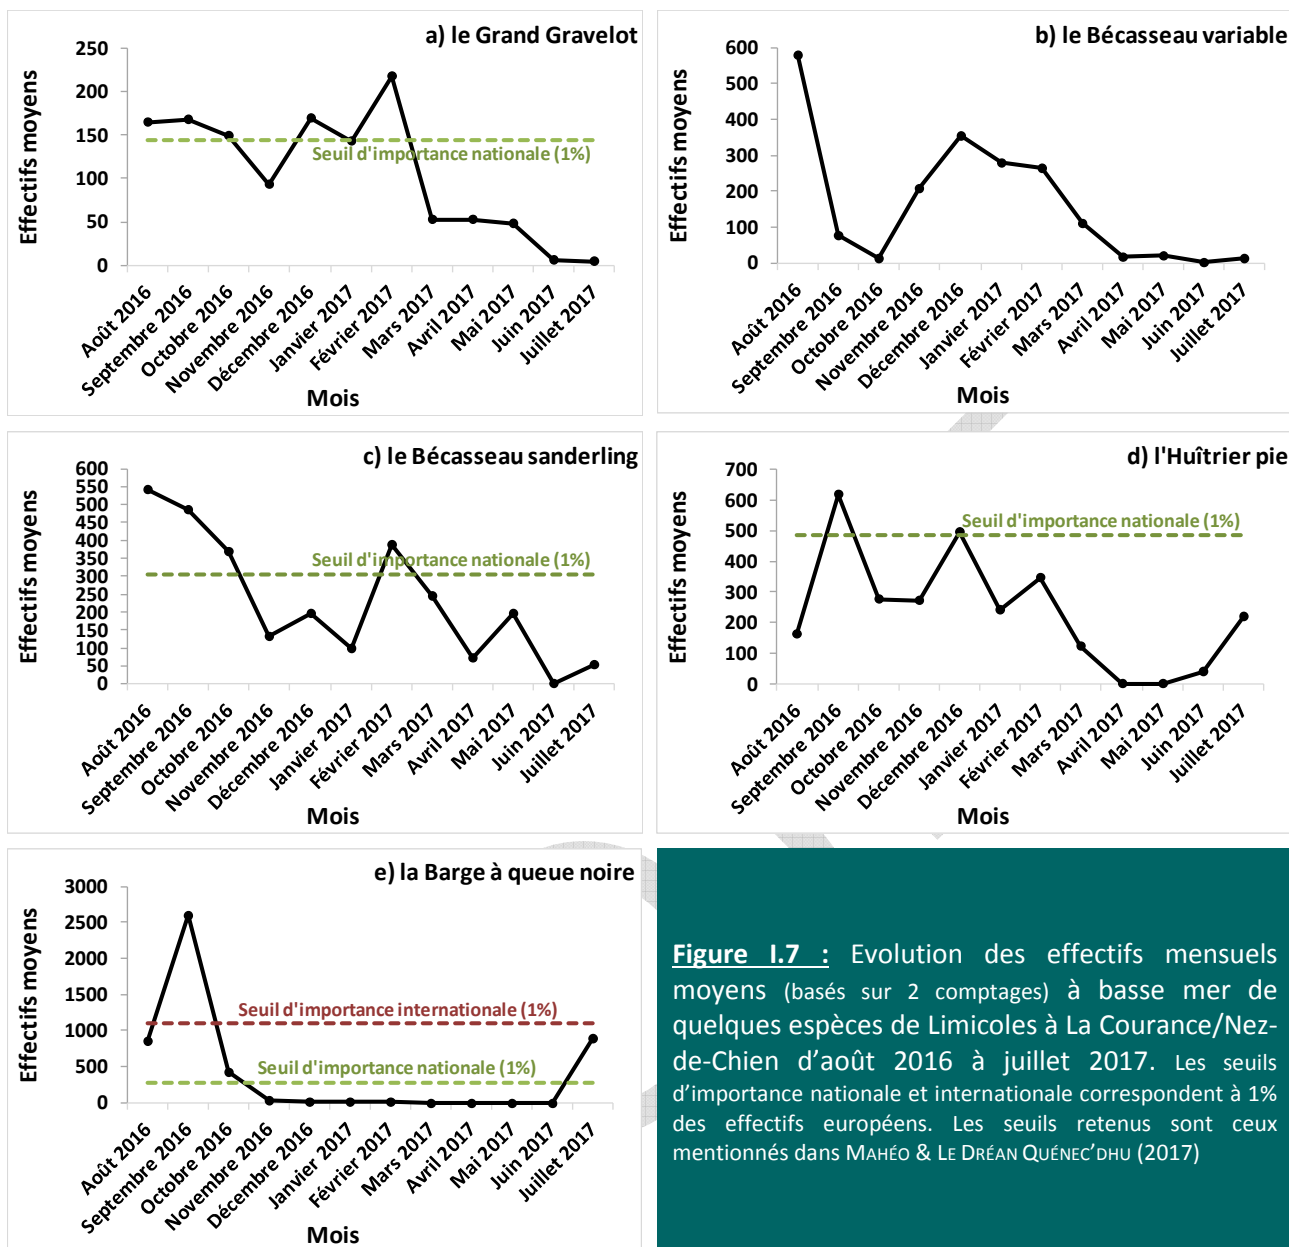 a) le Grand Gravelot
Effectifs moyens
250
200
150
100
50
0
Seuil d'importance nationale (1%)
Août 2016
Septembre 2016
Octobre 2016
Novembre 2016
Décembre 2016
Janvier 2017
Février 2017
Mars 2017
Avril 2017
Mai 2017
Juin 2017
Juillet 2017
Mois
b) le Bécasseau variable
Effectifs moyens
600
500
400
300
200
100
0
Août 2016
Septembre 2016
Octobre 2016
Novembre 2016
Décembre 2016
Janvier 2017
Février 2017
Mars 2017
Avril 2017
Mai 2017
Juin 2017
Juillet 2017
Mois
c) le Bécasseau sanderling
Effectifs moyens
600
550
500
450
400
350
300
250
200
150
100
50
0
Seuil d'importance nationale (1%)
Août 2016
Septembre 2016
Octobre 2016
Novembre 2016
Décembre 2016
Janvier 2017
Février 2017
Mars 2017
Avril 2017
Mai 2017
Juin 2017
Juillet 2017
Mois
d) l'Huîtrier pie
Effectifs moyens
700
600
500
400
300
200
100
0
Seuil d'importance nationale (1%)
Août 2016
Septembre 2016
Octobre 2016
Novembre 2016
Décembre 2016
Janvier 2017
Février 2017
Mars 2017
Avril 2017
Mai 2017
Juin 2017
Juillet 2017
Mois
e) la Barge à queue noire
Effectifs moyens
3000
2500
2000
1500
1000
500
0
Seuil d'importance internationale (1%)
Seuil d'importance nationale (1%)
Août 2016
Septembre 2016
Octobre 2016
Novembre 2016
Décembre 2016
Janvier 2017
Février 2017
Mars 2017
Avril 2017
Mai 2017
Juin 2017
Juillet 2017
Mois
Figure I.7 : Evolution des effectifs mensuels
moyens (basés sur 2 comptages) à basse mer de
quelques espèces de Limicoles à La Courance/Nez-
de-Chien d’août 2016 à juillet 2017. Les seuils
d’importance nationale et internationale correspondent à 1%
des effectifs européens. Les seuils retenus sont ceux
mentionnés dans MAHÉO & LE DRÉAN QUÉNEC’DHU (2017)